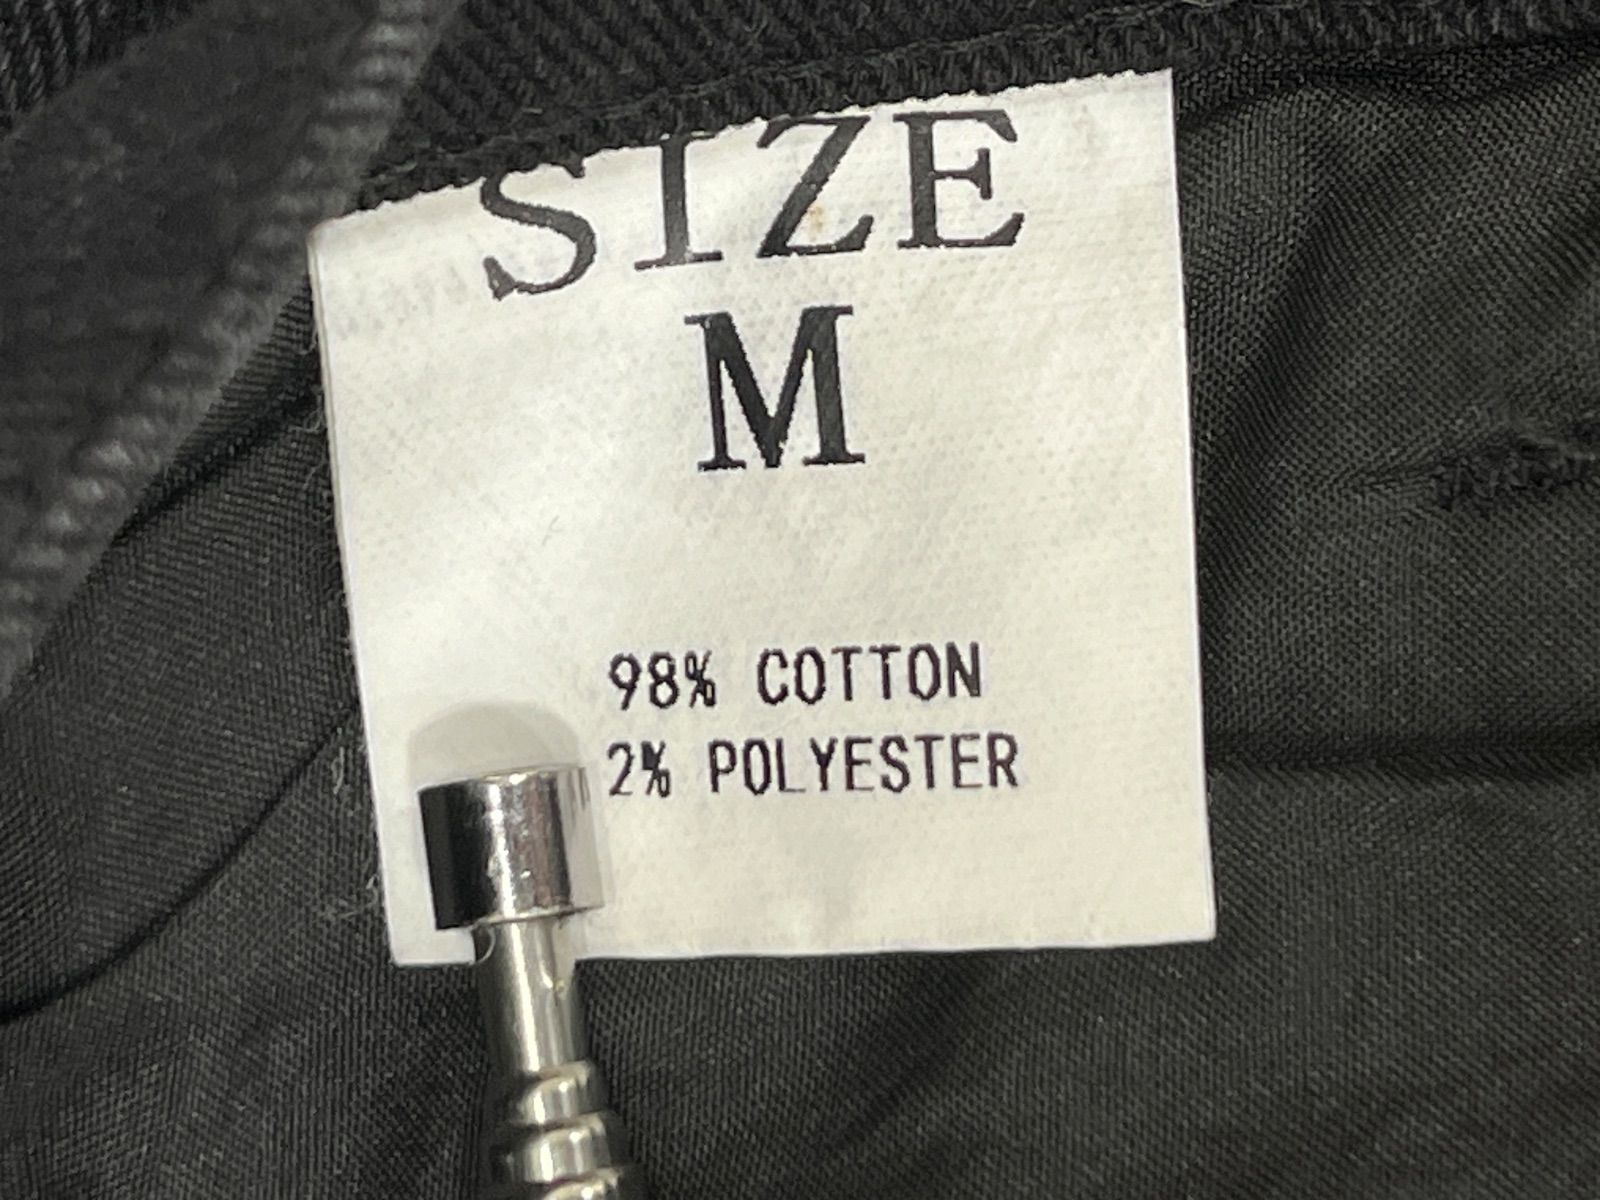 SIZE
M
98% COTTON
2% POLYESTER